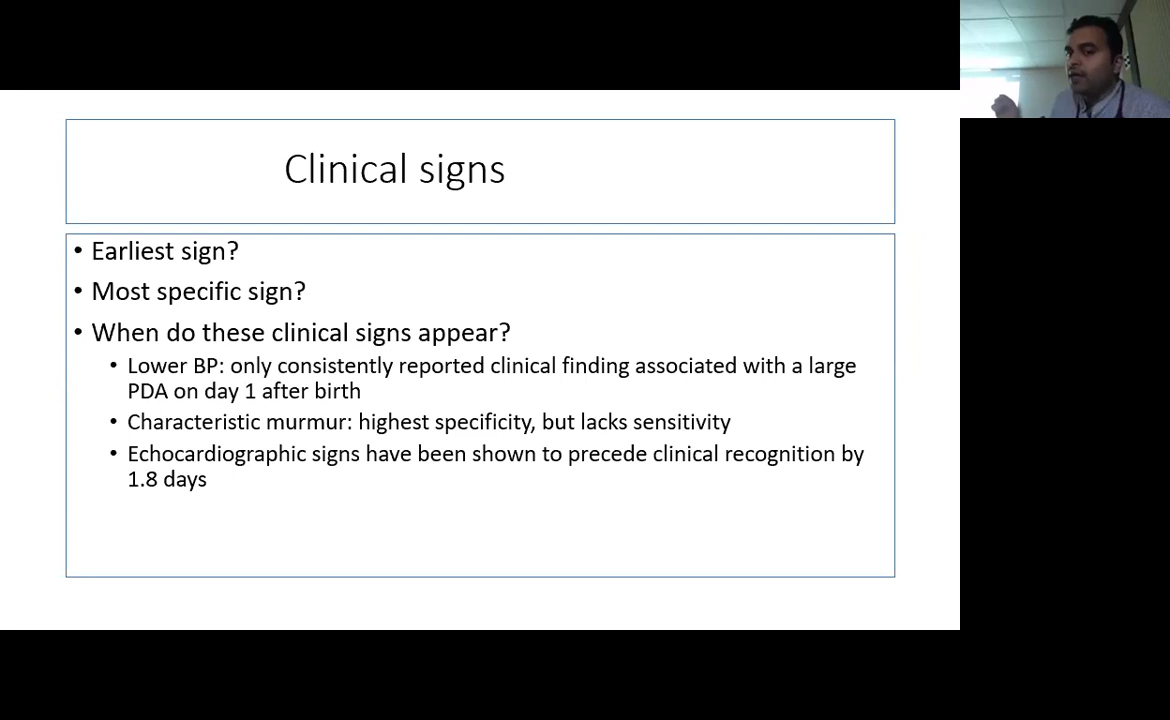 Clinical signs
• Earliest sign?
• Most specific sign?
• When do these clinical signs appear?
• Lower BP: only consistently reported clinical finding associated with a large
PDA on day 1 after birth
• Characteristic murmur: highest specificity, but lacks sensitivity
• Echocardiographic signs have been shown to precede clinical recognition by
1.8 days